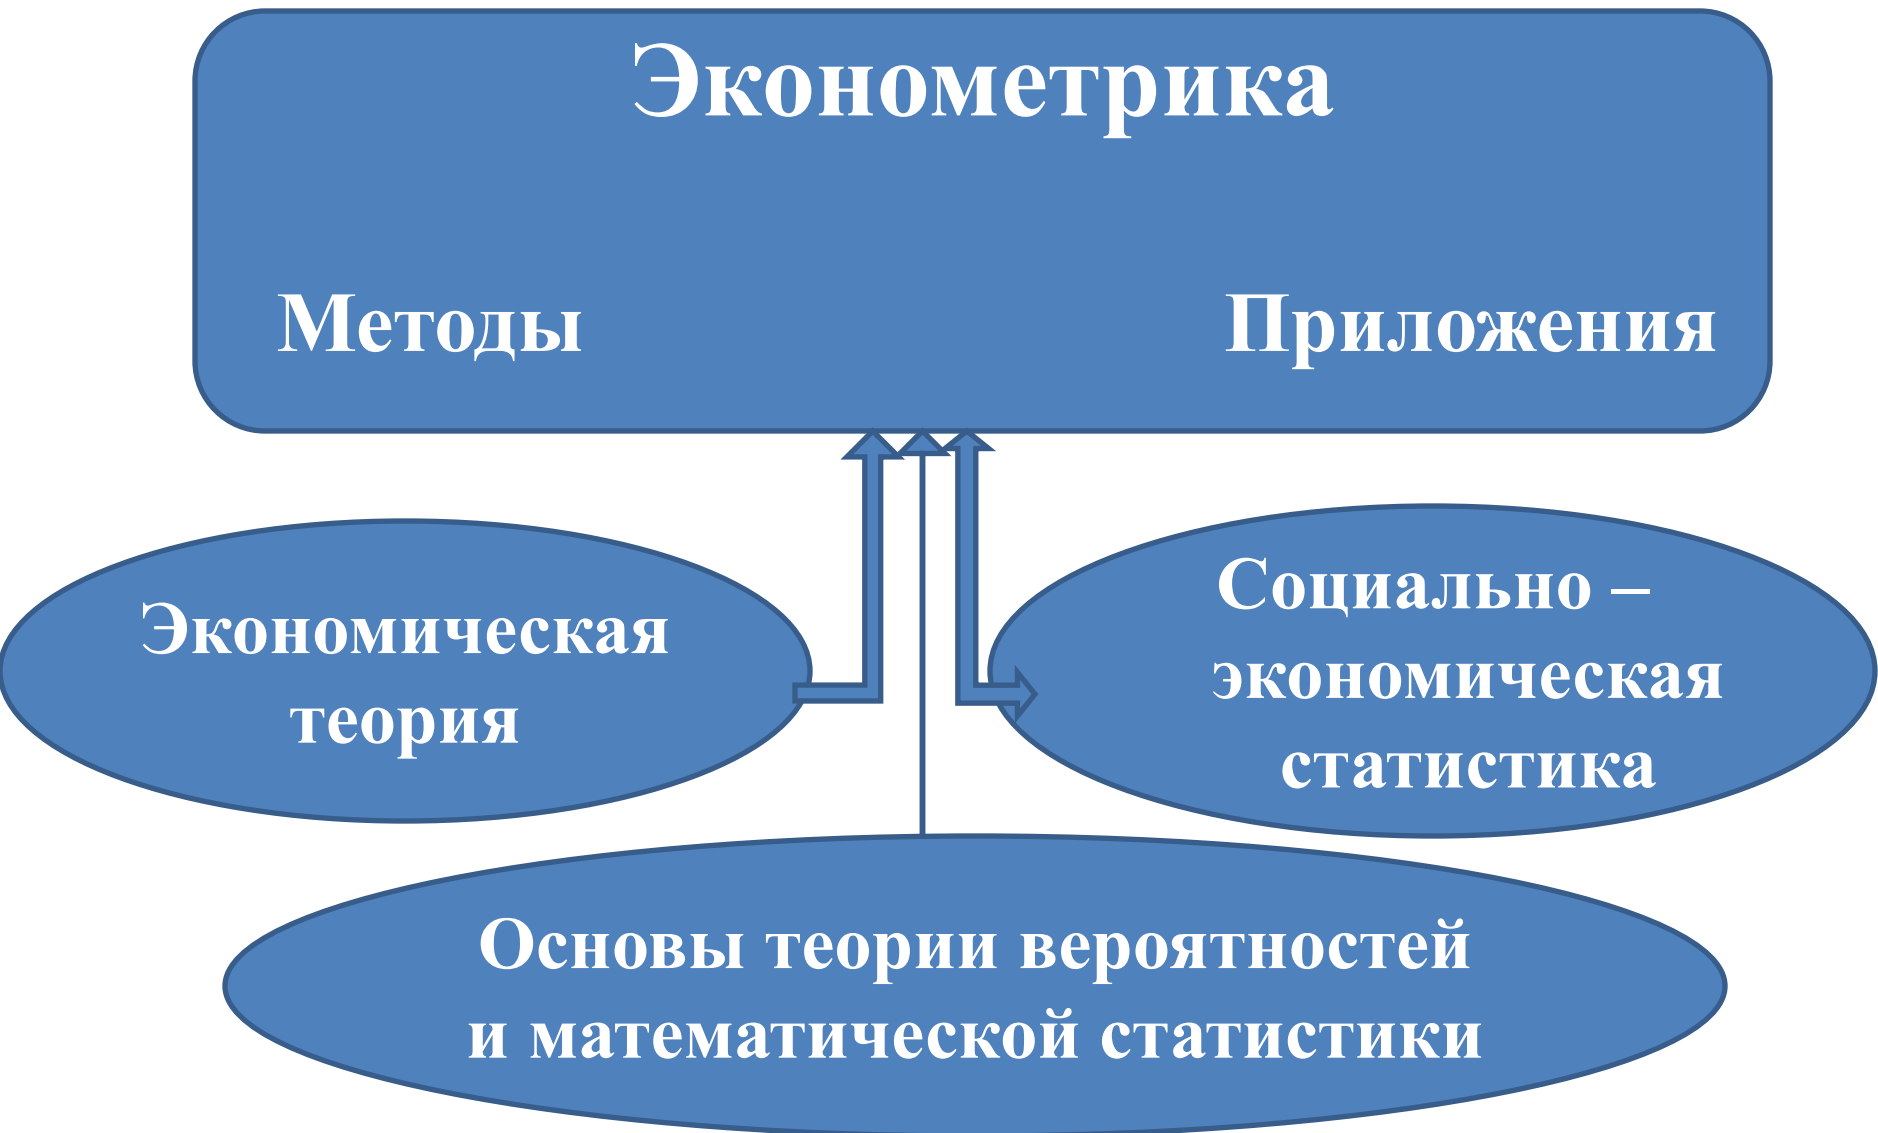 Эконометрика
Методы Приложения
Экономическая
теория
Социально –
экономическая
статистика
Основы теории вероятностей
и математической статистики